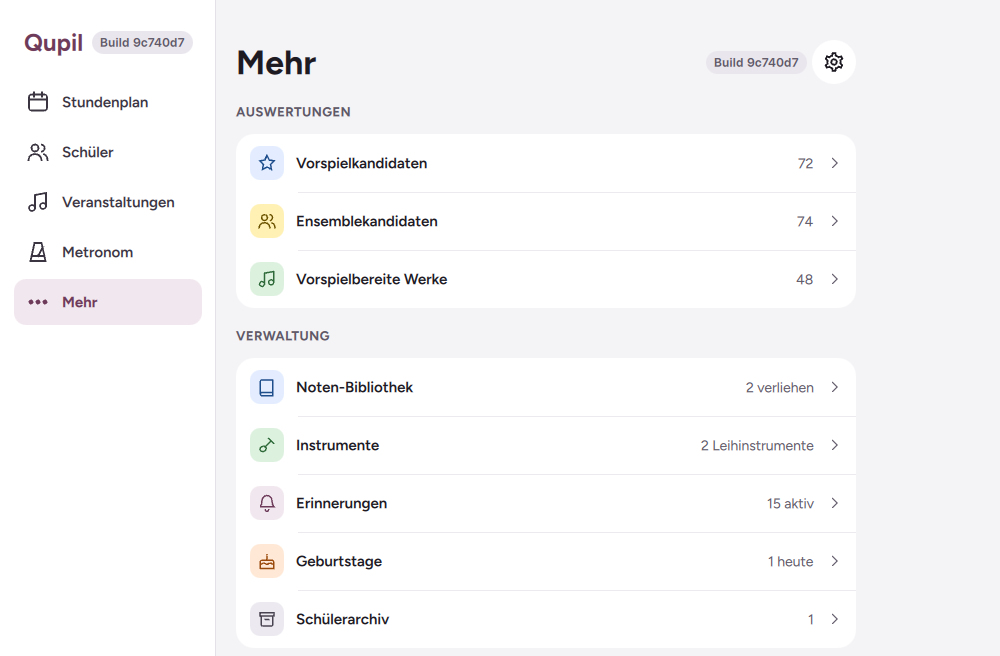 Qupil
Build 9c740d7
Stundenplan
Schüler
Veranstaltungen
Metronom
Mehr
Mehr
Build 9c740d7
AUSWERTUNGEN
Vorspielkandidaten 72
Ensemblekandidaten 74
Vorspielbereite Werke 48
VERWALTUNG
Noten-Bibliothek 2 verliehen
Instrumente 2 Leihinstrumente
Erinnerungen 15 aktiv
Geburtstage 1 heute
Schülerarchiv 1